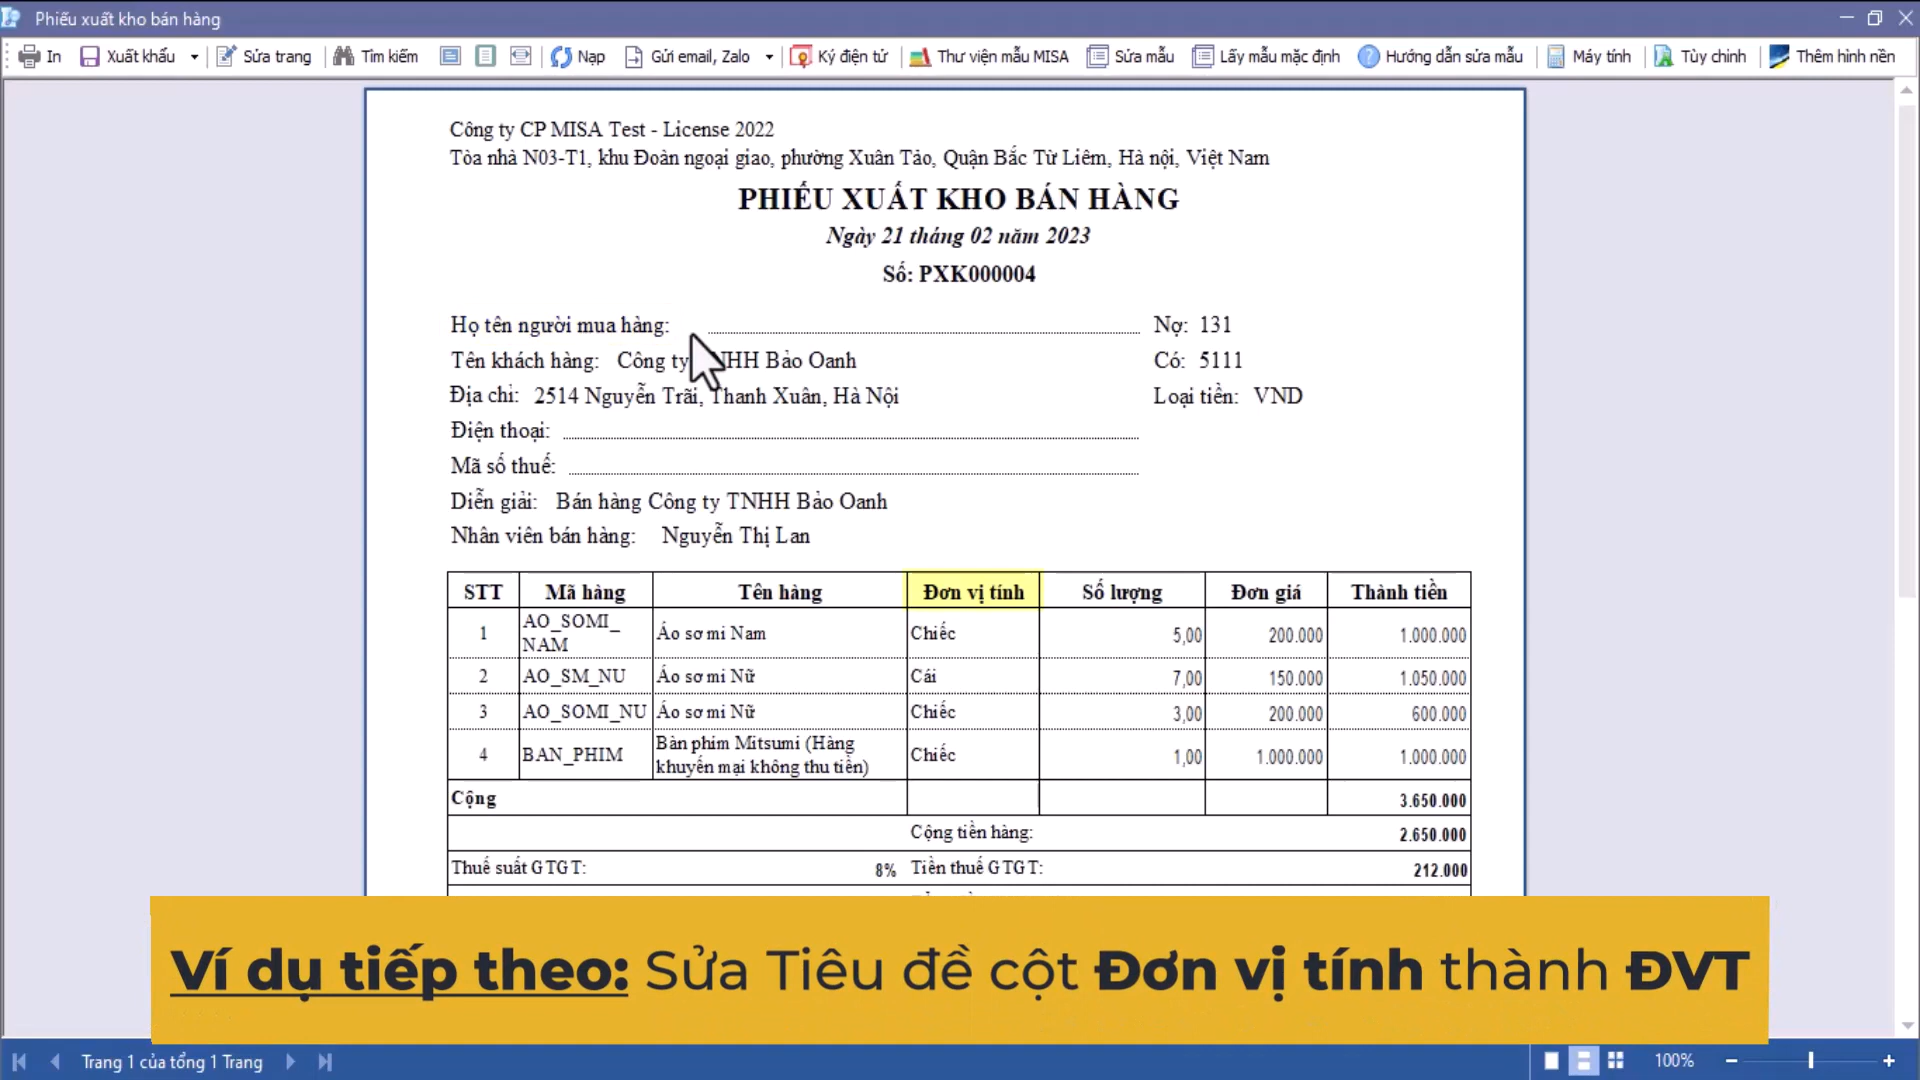 Phiếu xuất kho bán hàng
In Xuất khẩu Sửa trang Tìm kiếm Nạp Gửi email, Zalo Ký điện tử Thư viện mẫu MISA Sửa mẫu Lấy mẫu mặc định Hướng dẫn sửa mẫu Máy tính Tùy chỉnh Thêm hình nền
Công ty CP MISA Test - License 2022
Tòa nhà N03-T1, khu Đoàn ngoại giao, phường Xuân Tảo, Quận Bắc Từ Liêm, Hà nội, Việt Nam
PHIẾU XUẤT KHO BÁN HÀNG
Ngày 21 tháng 02 năm 2023
Số: PXK000004
Họ tên người mua hàng: Nợ: 131
Tên khách hàng: Công ty NHH Bảo Oanh Có: 5111
Địa chỉ: 2514 Nguyễn Trãi, Thanh Xuân, Hà Nội Loại tiền: VND
Điện thoại:
Mã số thuế:
Diễn giải: Bán hàng Công ty TNHH Bảo Oanh
Nhân viên bán hàng: Nguyễn Thị Lan
STT Mã hàng Tên hàng Đơn vị tính Số lượng Đơn giá Thành tiền
1 AO_SOMI_NAM Áo sơ mi Nam Chiếc 5,00 200.000 1.000.000
2 AO_SM_NU Áo sơ mi Nữ Cái 7,00 150.000 1.050.000
3 AO_SOMI_NU Áo sơ mi Nữ Chiếc 3,00 200.000 600.000
4 BAN_PHIM Bàn phím Mitsumi (Hàng khuyến mại không thu tiền) Chiếc 1,00 1.000.000 1.000.000
Cộng 3.650.000
Cộng tiền hàng: 2.650.000
Thuế suất GTGT: 8% Tiền thuế GTGT: 212.000
Ví dụ tiếp theo: Sửa Tiêu đề cột Đơn vị tính thành ĐVT
Trang 1 của tổng 1 Trang 100%